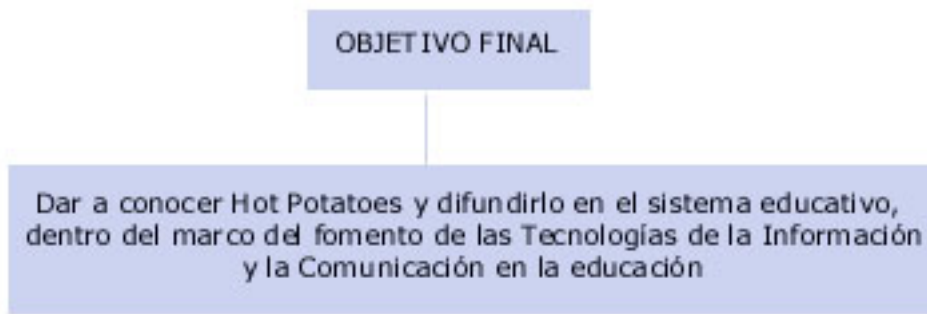 OBJETIVO FINAL
Dar a conocer Hot Potatoes y difundirlo en el sistema educativo,
dentro del marco del fomento de las Tecnologías de la Información
y la Comunicación en la educación